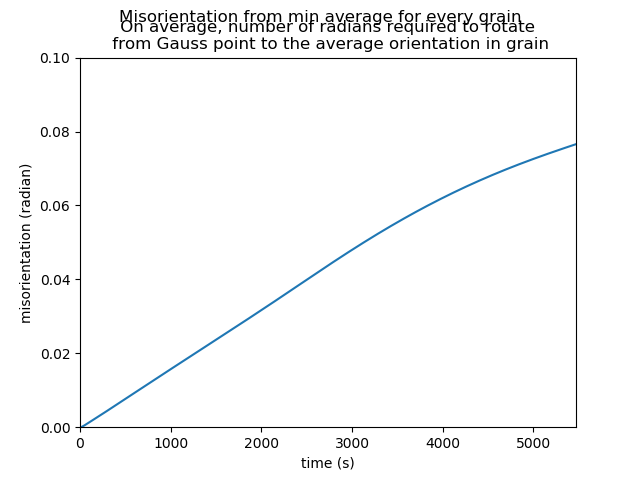 Misorientation from min average for every grain
On average, number of radians required to rotate
from Gauss point to the average orientation in grain
0.10
0.08
0.06
0.04
0.02
0.00
misorientation (radian)
0 1000 2000 3000 4000 5000
time (s)